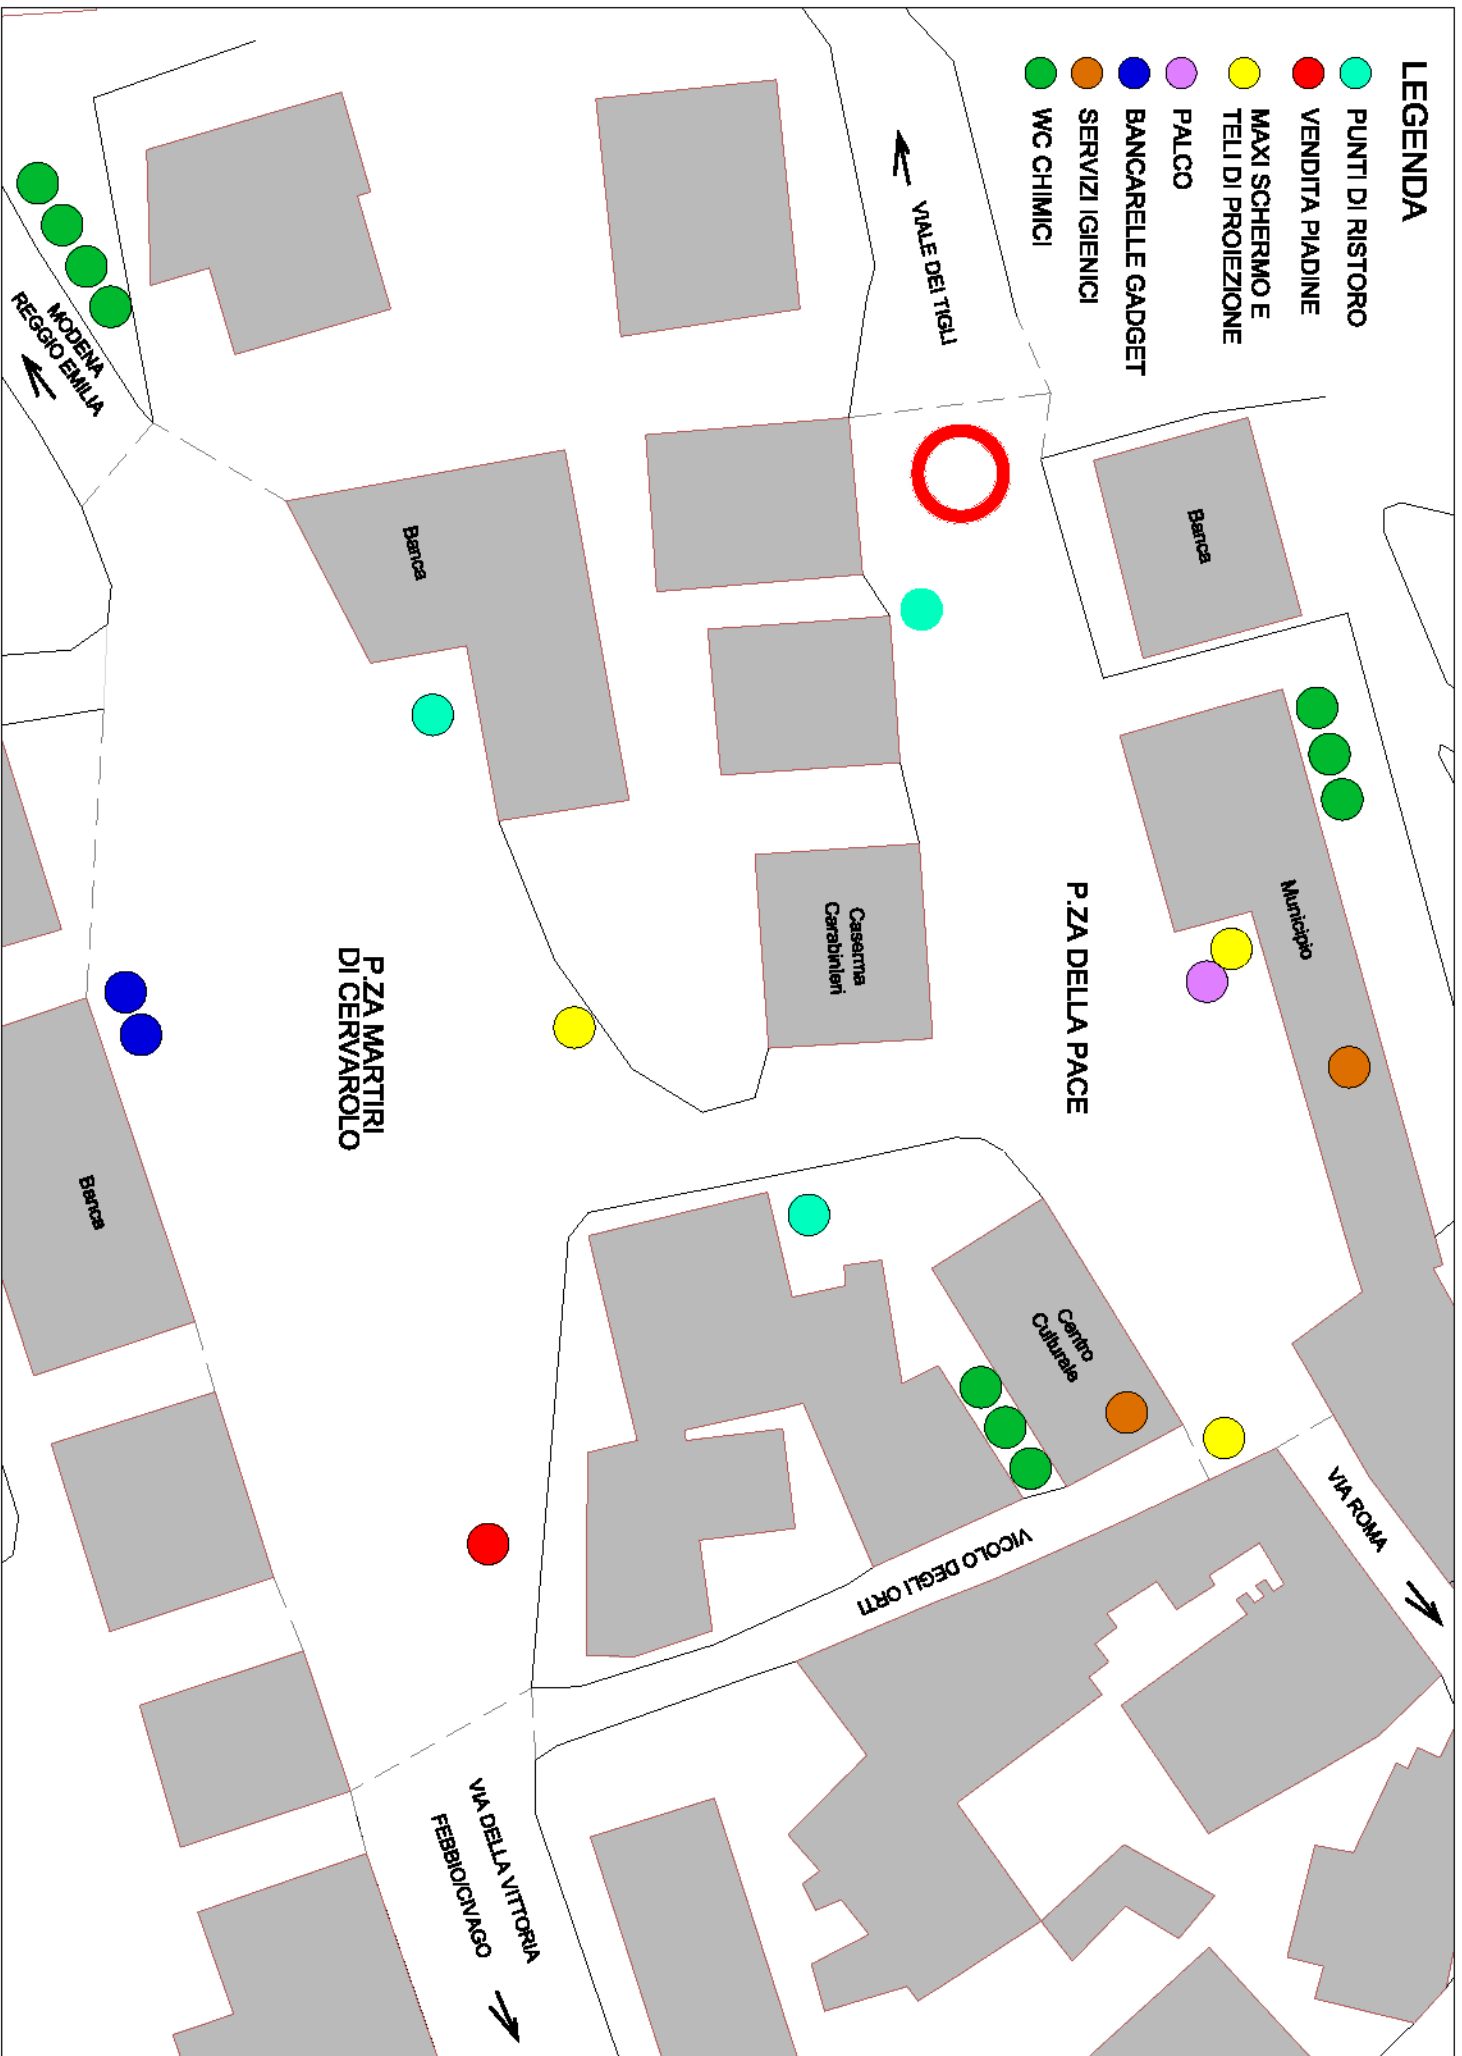 LEGENDA
PUNTI DI RISTORO
VENDITA PIADINE
MAXI SCHERMO E
TELI DI PROIEZIONE
PALCO
BANCARELLE GADGET
SERVIZI IGIENICI
WC CHIMICI
VIALE DEI TIGLI
MODENA
REGGIO EMILIA
Banca
Banca
Municipio
P.ZA DELLA PACE
Caserma
Carabinieri
P.ZA MARTIRI
DI CERVAROLO
Banca
Centro
Culturale
VIA ROMA
VICOLO DEGLI ORTI
VIA DELLA VITTORIA
FEBBIO/CIVAGO